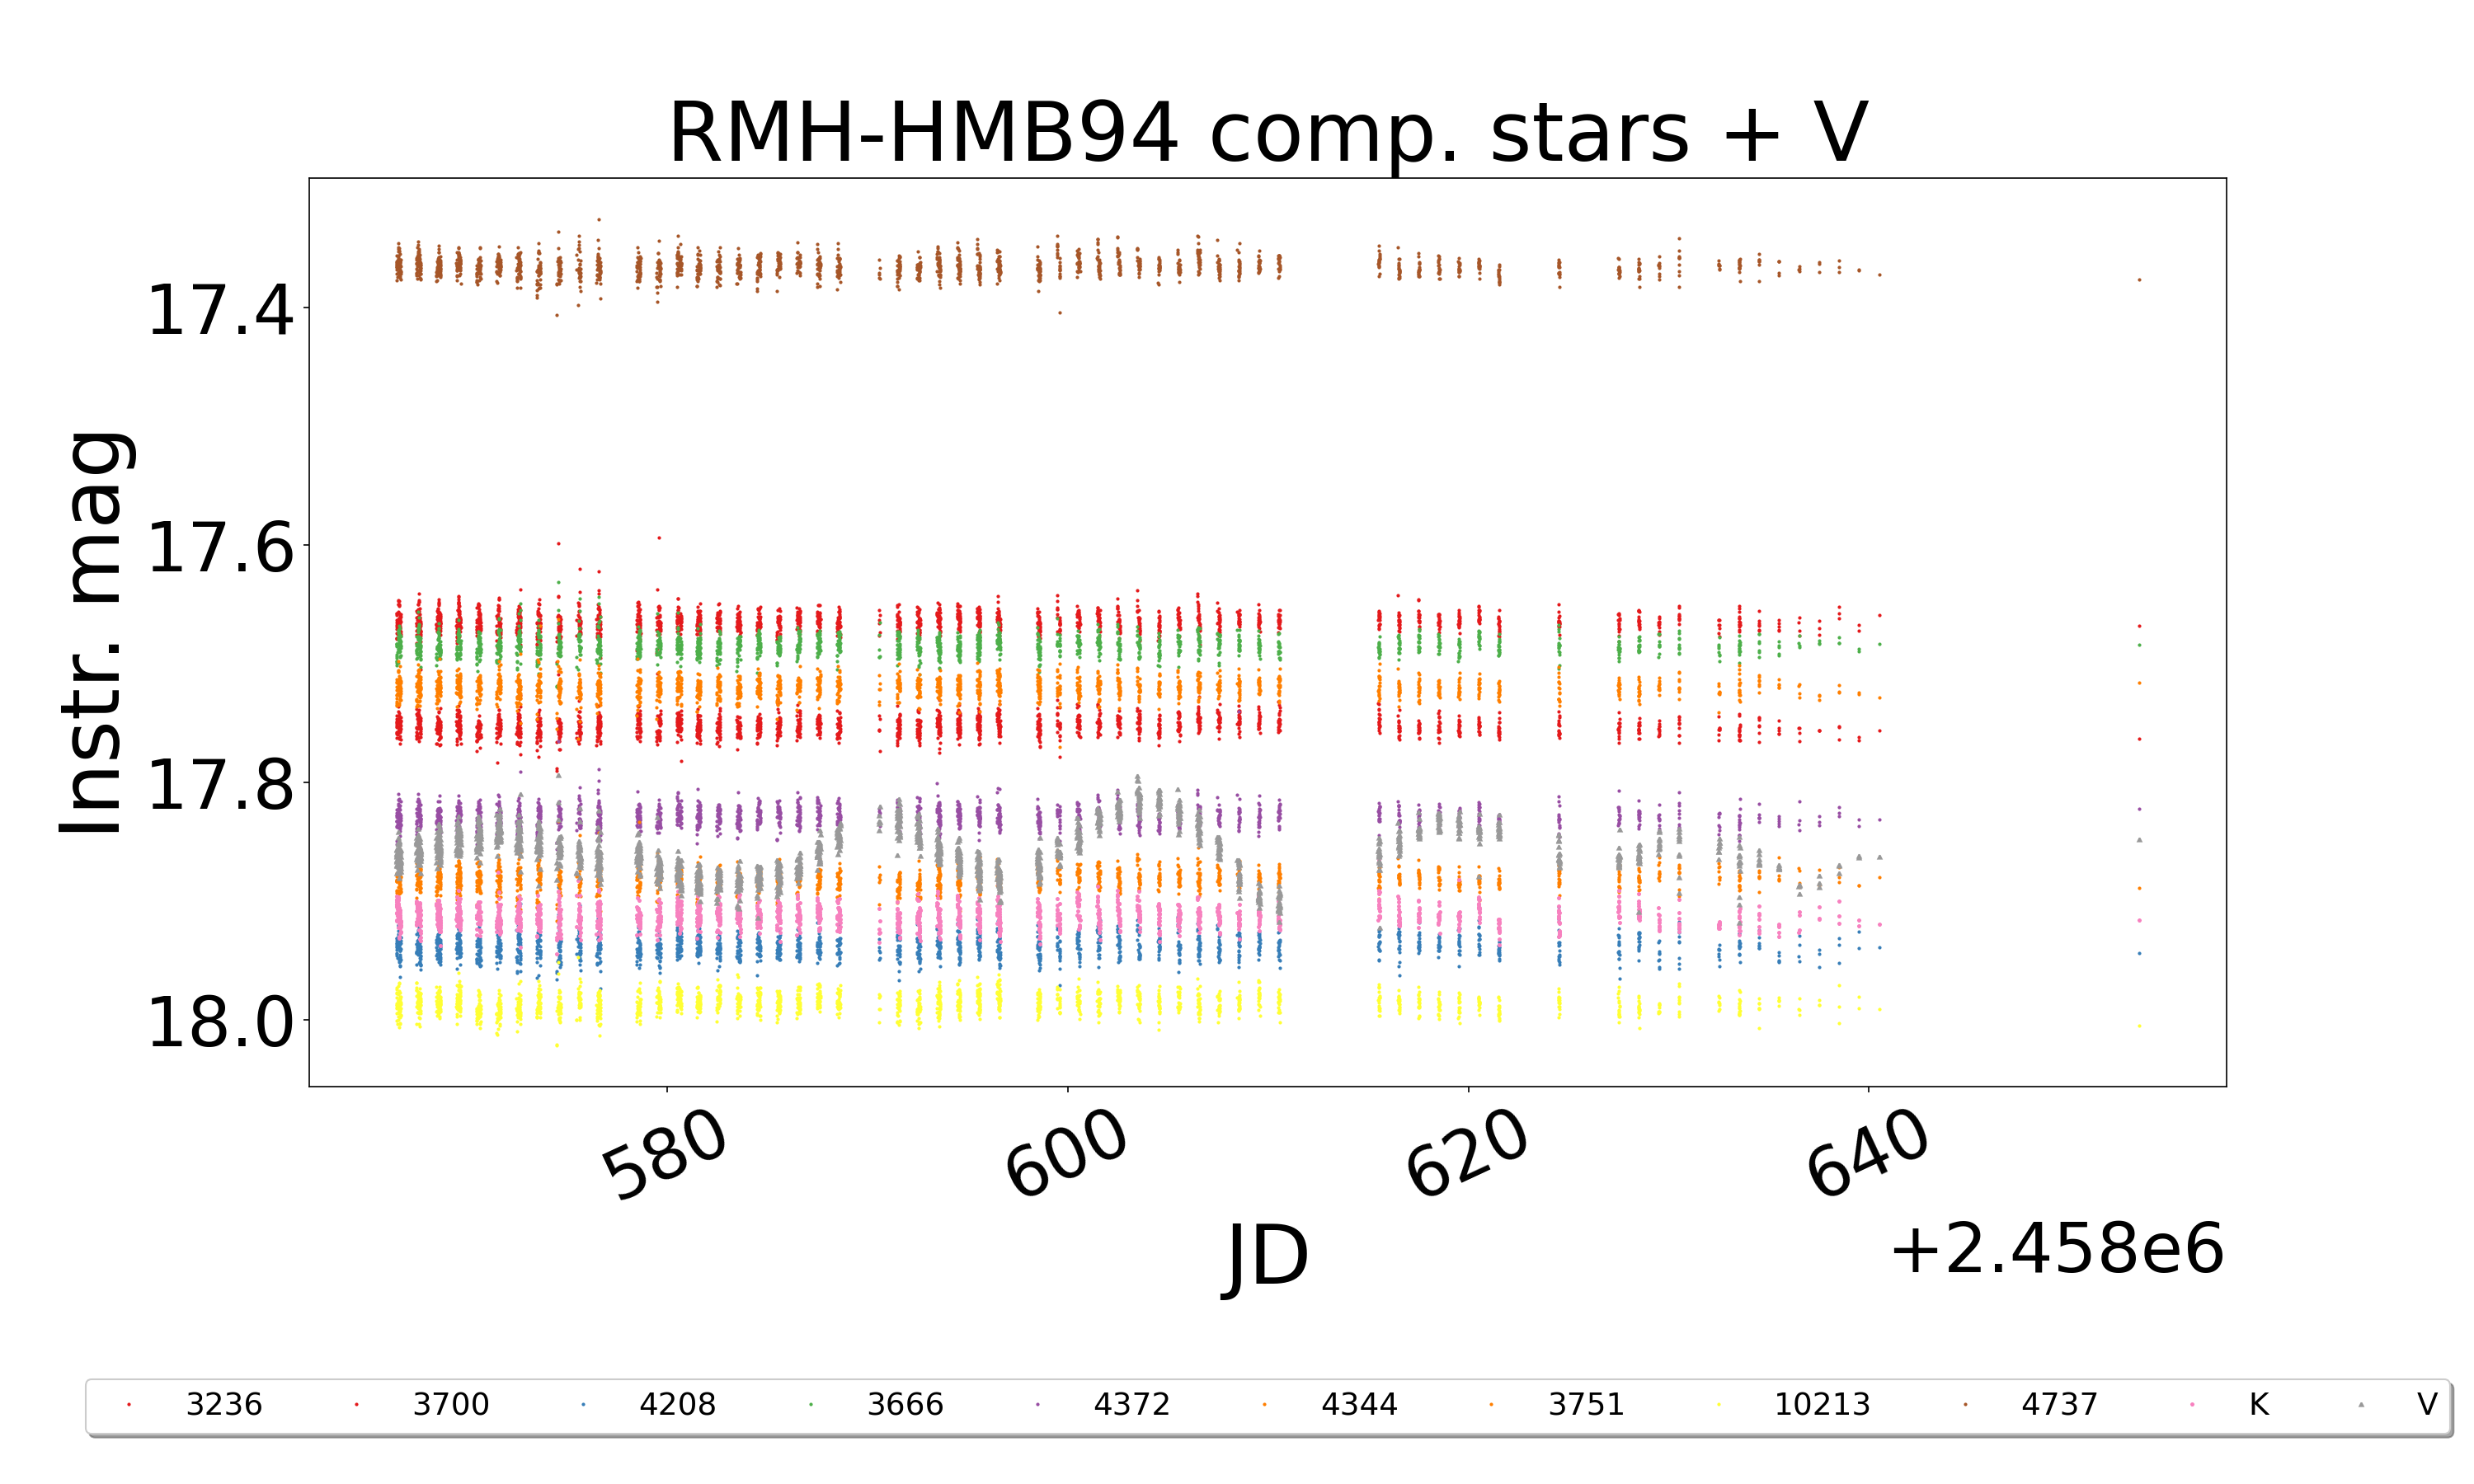 RMH-HMB94 comp. stars + V
Instr. mag
17.4
17.6
17.8
18.0
580 600 620 640
JD
+2.458e6
3236 3700 4208 3666 4372 4344 3751 10213 4737 K V